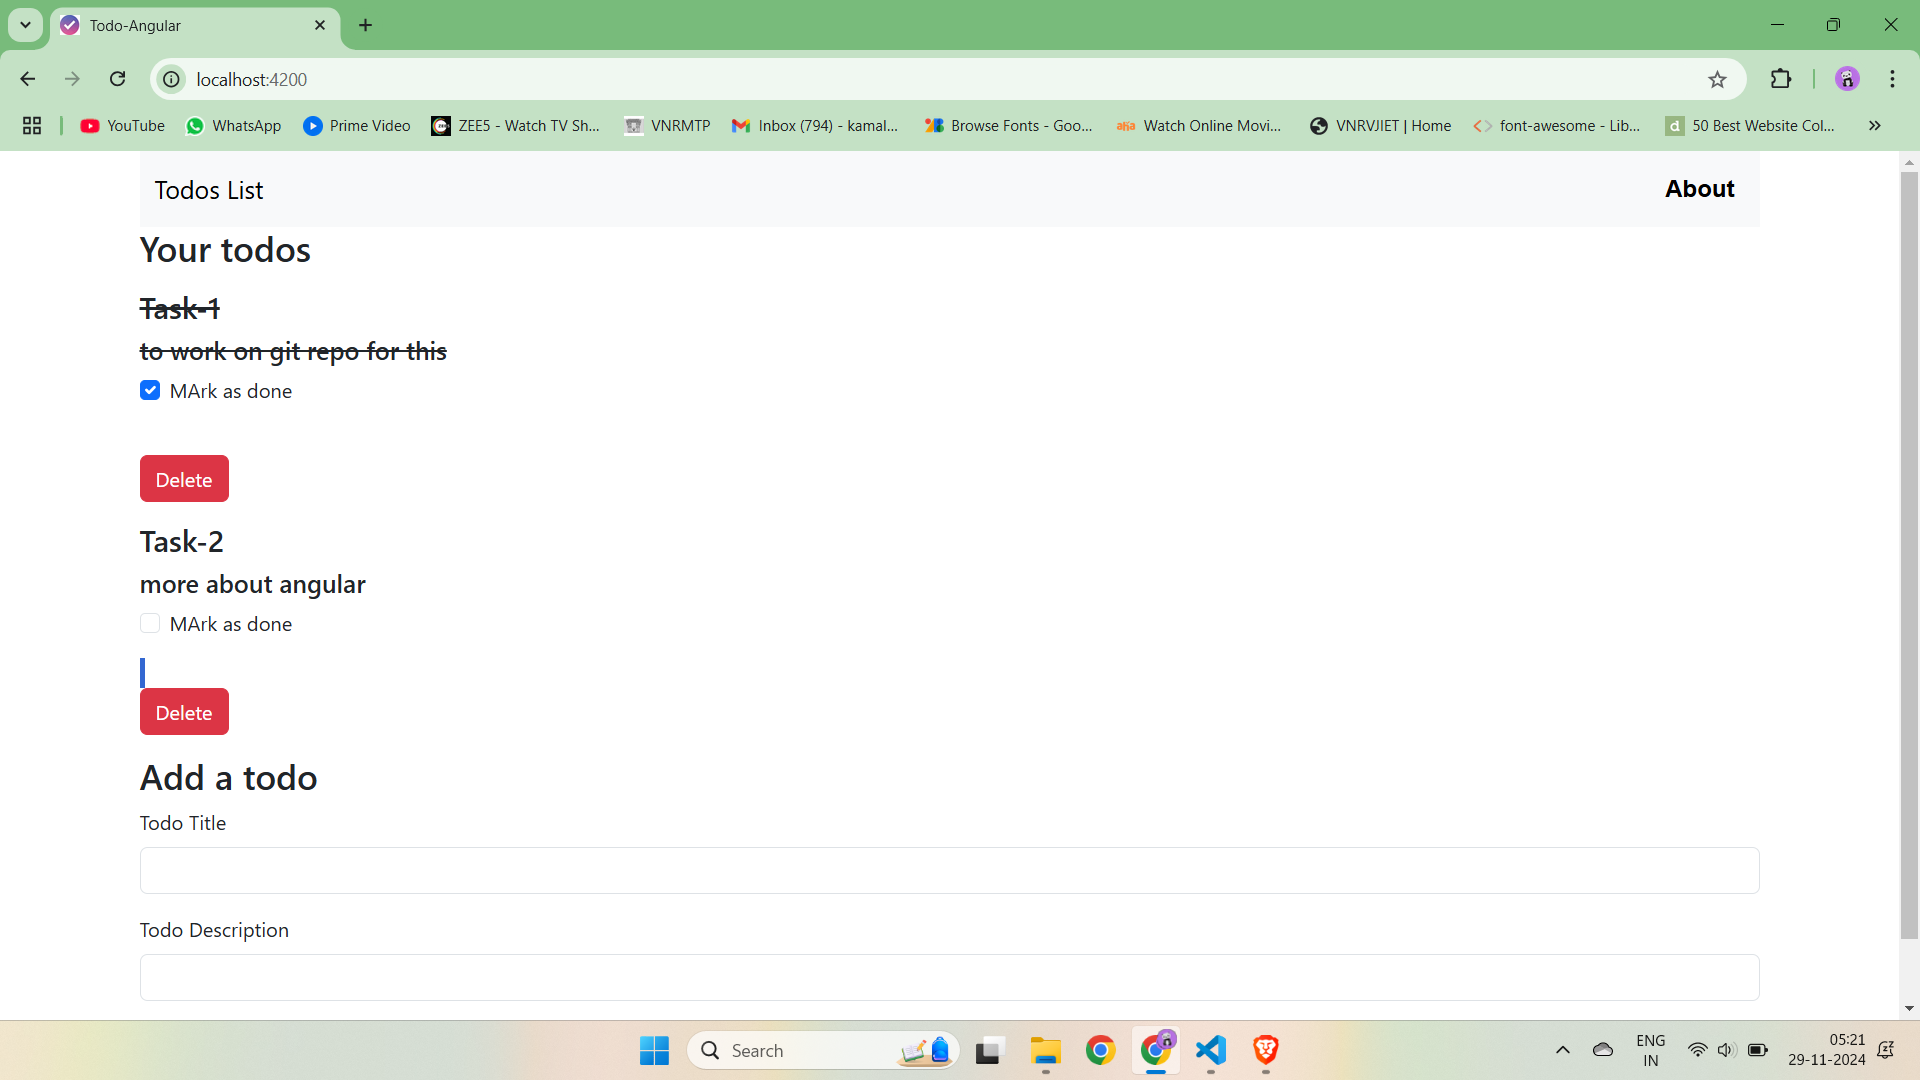 Todo-Angular
localhost:4200
YouTube WhatsApp Prime Video ZEE5 - Watch TV Sh... VNRMTP Inbox (794) - kamal... Browse Fonts - Goo... Watch Online Movi... VNRVJIET | Home font-awesome - Lib... 50 Best Website Col...
Todos List About
Your todos
Task-1
to work on git repo for this
MArk as done
Delete
Task-2
more about angular
MArk as done
Delete
Add a todo
Todo Title
Todo Description
Search
ENG
IN
05:21
29-11-2024